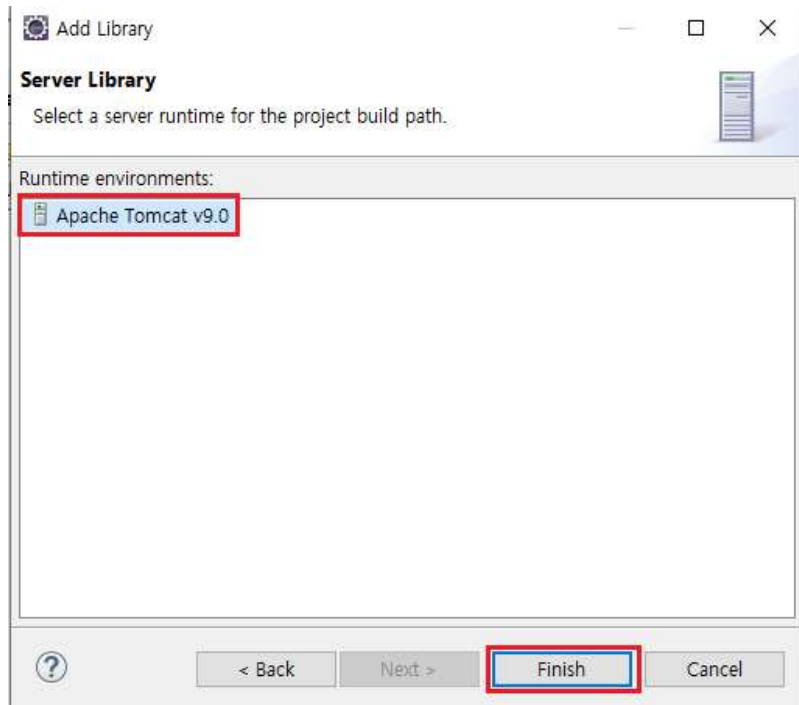 Add Library
Server Library
Select a server runtime for the project build path.
Runtime environments:
Apache Tomcat v9.0
?
< Back
Next >
Finish
Cancel